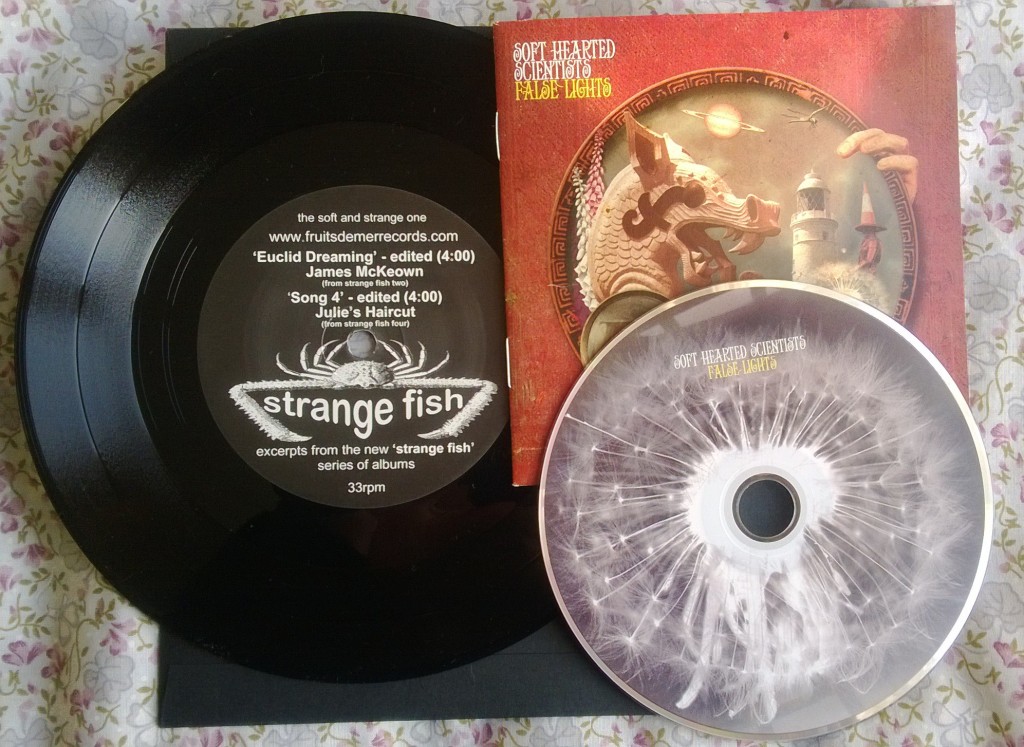 the soft and strange one
www.fruitsdemerrecords.com
'Euclid Dreaming' - edited (4:00)
James McKeown
(from strange fish two)
'Song 4' - edited (4:00)
Julie's Haircut
(from strange fish four)
strange fish
excerpts from the new 'strange fish'
series of albums
33rpm
SOFT HEARTED
SCIENTISTS
FALSE LIGHTS
SOFT HEARTED SCIENTISTS
FALSE LIGHTS